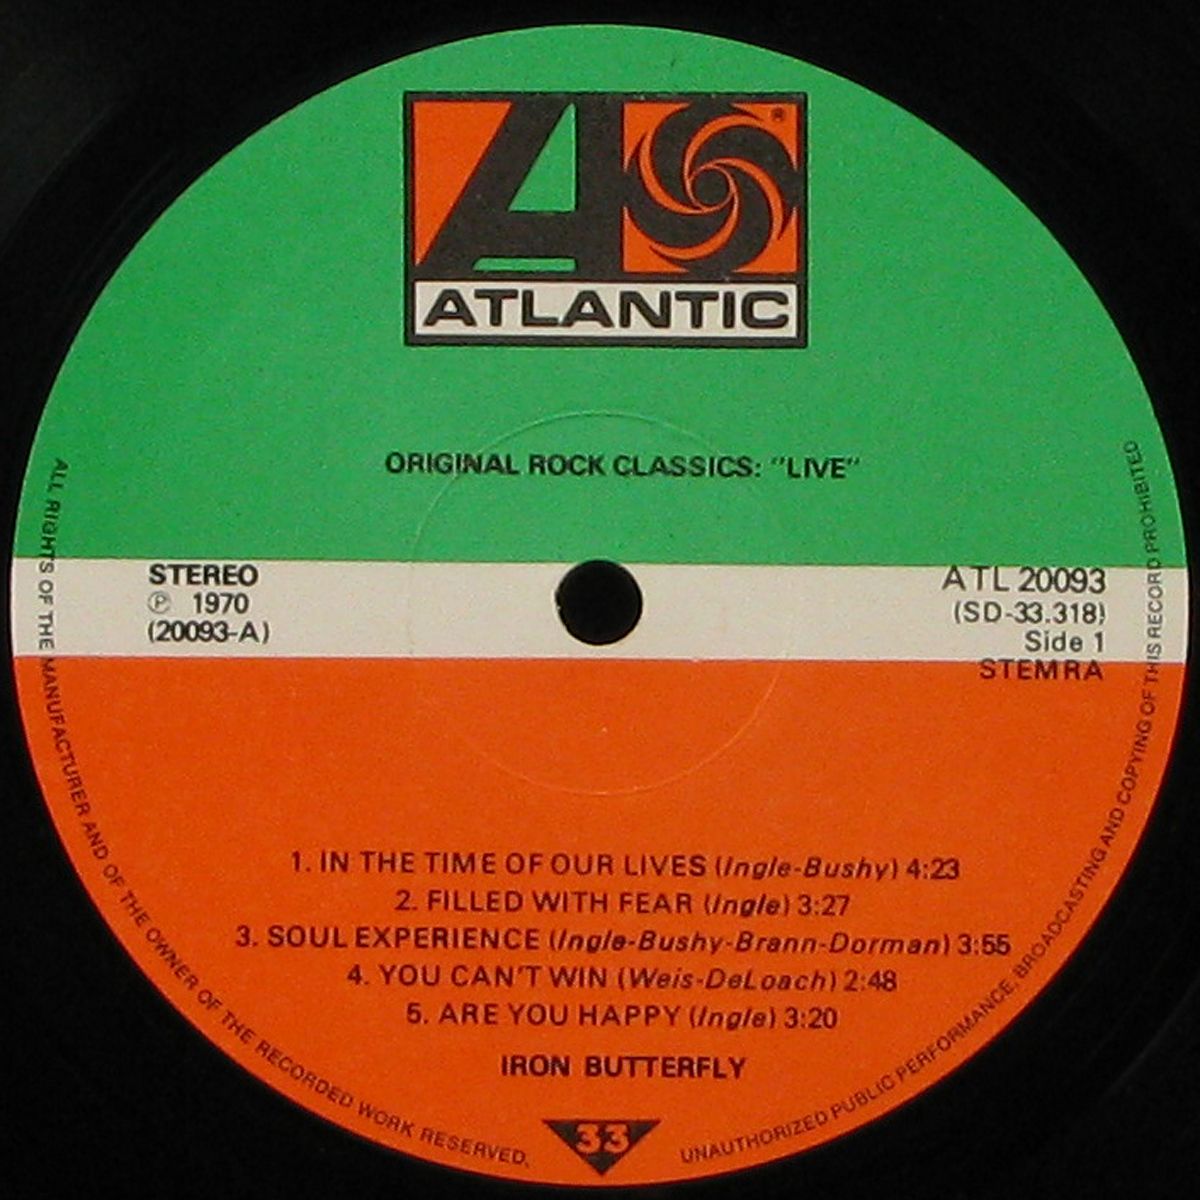 ATLANTIC
®
ORIGINAL ROCK CLASSICS: "LIVE"
STEREO
℗ 1970
(20093-A)
ATL 20093
(SD-33.318)
Side 1
STEMRA
1. IN THE TIME OF OUR LIVES (Ingle-Bushy) 4:23
2. FILLED WITH FEAR (Ingle) 3:27
3. SOUL EXPERIENCE (Ingle-Bushy-Brann-Dorman) 3:55
4. YOU CAN'T WIN (Weis-DeLoach) 2:48
5. ARE YOU HAPPY (Ingle) 3:20
IRON BUTTERFLY
33
ALL RIGHTS OF THE MANUFACTURER AND OF THE OWNER OF THE RECORDED WORK RESERVED.
UNAUTHORIZED PUBLIC PERFORMANCE, BROADCASTING AND COPYING OF THIS RECORD PROHIBITED